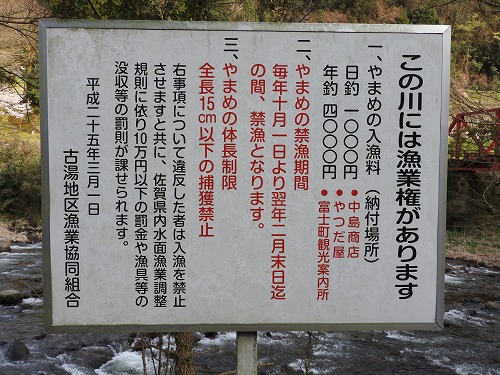 この川には漁業権があります
一、やまめの入漁料 (納付場所)
日釣 一〇〇〇円 ●中島商店
年釣 四〇〇〇円 ●やつだ屋
●富士町観光案内所
二、やまめの禁漁期間
毎年十月一日より翌年二月末日迄
の間、禁漁となります。
三、やまめの体長制限
全長15cm以下の捕獲禁止
右事項について違反した者は入漁を禁止
させますと共に、佐賀県内水面漁業調整
規則に依り10万円以下の罰金や漁具等の
没収等の罰則が課せられます。
平成二十五年三月一日
古湯地区漁業協同組合